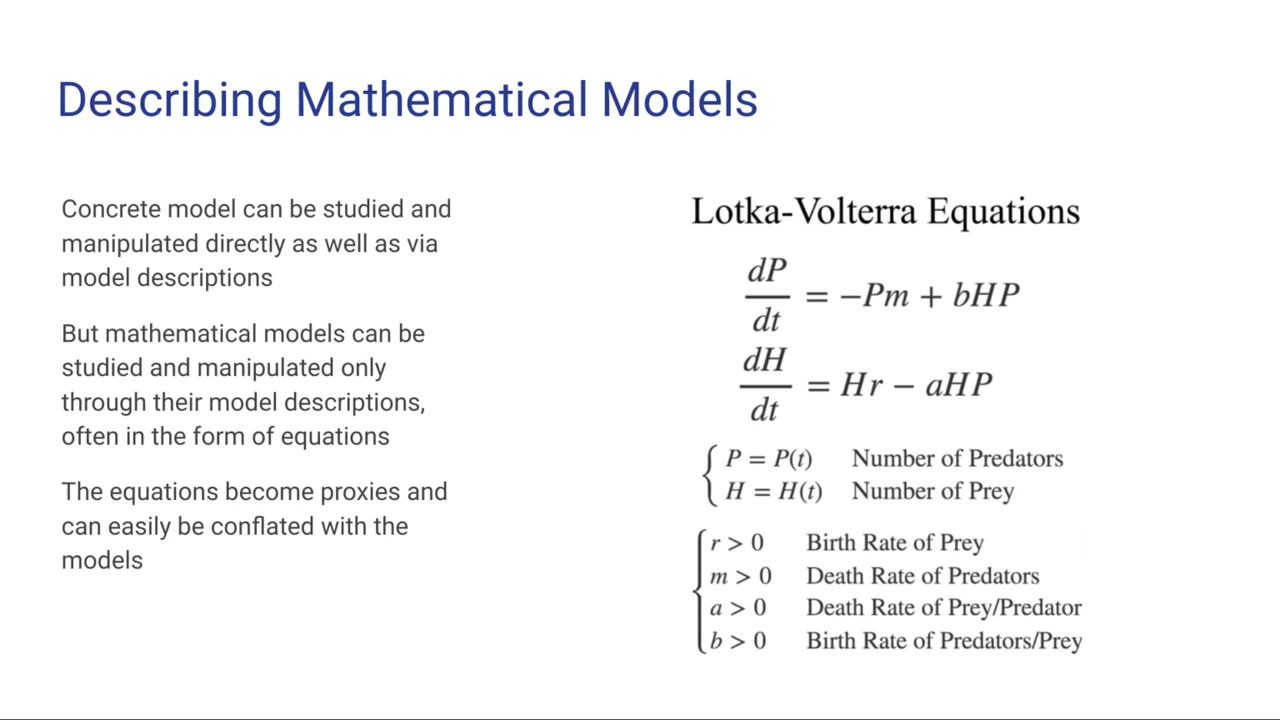 Describing Mathematical Models
Concrete model can be studied and
manipulated directly as well as via
model descriptions
But mathematical models can be
studied and manipulated only
through their model descriptions,
often in the form of equations
The equations become proxies and
can easily be conflated with the
models
Lotka-Volterra Equations
dP/dt = −Pm + bHP
dH/dt = Hr − aHP
P = P(t) Number of Predators
H = H(t) Number of Prey
r > 0 Birth Rate of Prey
m > 0 Death Rate of Predators
a > 0 Death Rate of Prey/Predator
b > 0 Birth Rate of Predators/Prey